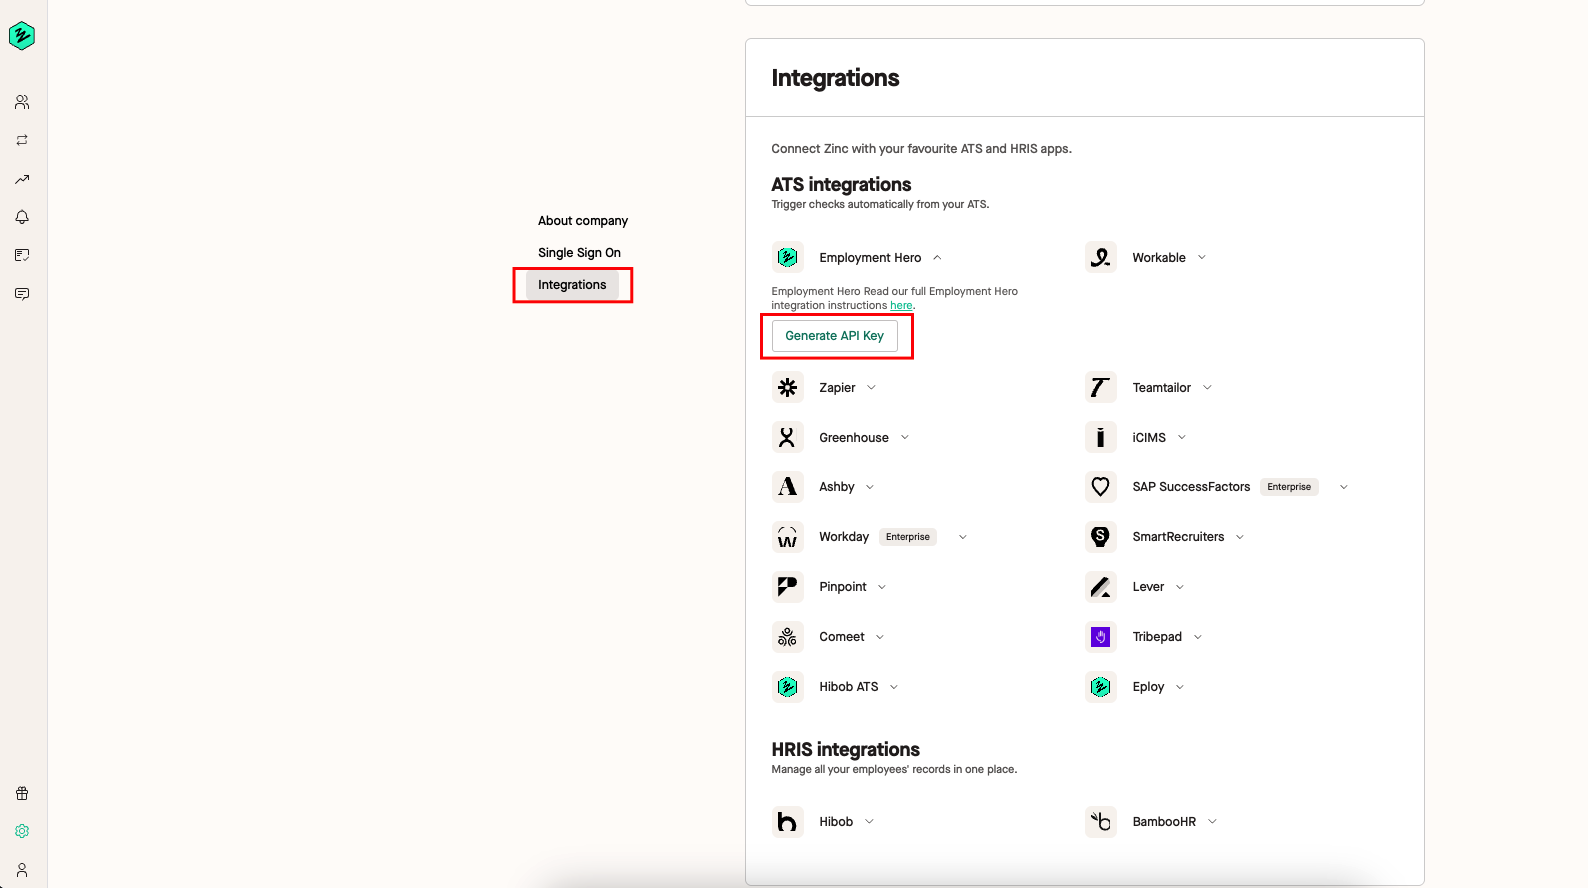 Integrations
Connect Zinc with your favourite ATS and HRIS apps.
ATS integrations
Trigger checks automatically from your ATS.
About company
Single Sign On
Integrations
Employment Hero
Workable
Employment Hero Read our full Employment Hero
integration instructions here.
Generate API Key
Zapier
Teamtailor
Greenhouse
iCIMS
Ashby
SAP SuccessFactors Enterprise
Workday Enterprise
SmartRecruiters
Pinpoint
Lever
Comeet
Tribepad
Hibob ATS
Eploy
HRIS integrations
Manage all your employees' records in one place.
Hibob
BambooHR